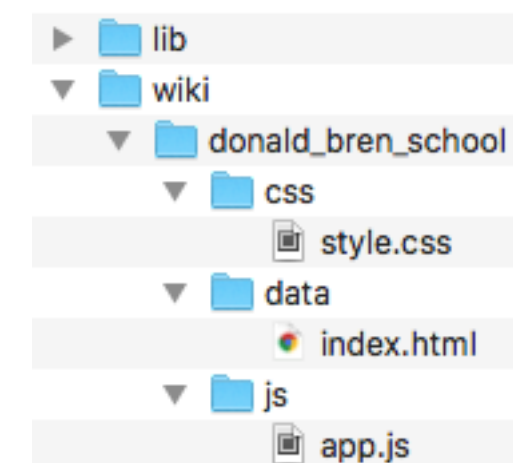 lib
wiki
donald_bren_school
css
style.css
data
index.html
js
app.js